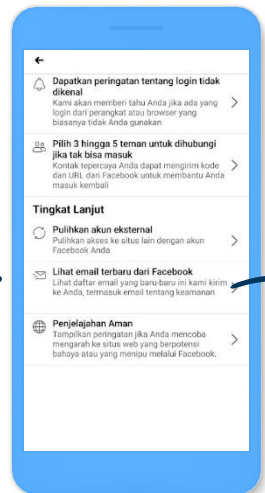 Dapatkan peringatan tentang login tidak
dikenal
Kami akan memberi tahu Anda jika ada yang
login dari perangkat atau browser yang
biasanya tidak Anda gunakan
Pilih 3 hingga 5 teman untuk dihubungi
jika tak bisa masuk
Kontak tepercaya Anda dapat mengirim kode
dan URL dari Facebook untuk membantu Anda
masuk kembali
Tingkat Lanjut
Pulihkan akun eksternal
Pulihkan akses ke situs lain dengan akun
Facebook Anda
Lihat email terbaru dari Facebook
Lihat daftar email yang baru-baru ini kami kirim
ke Anda, termasuk email tentang keamanan
Penjelajahan Aman
Tampilkan peringatan jika Anda mencoba
mengarah ke situs web yang berpotensi
bahaya atau yang menipu melalui Facebook.